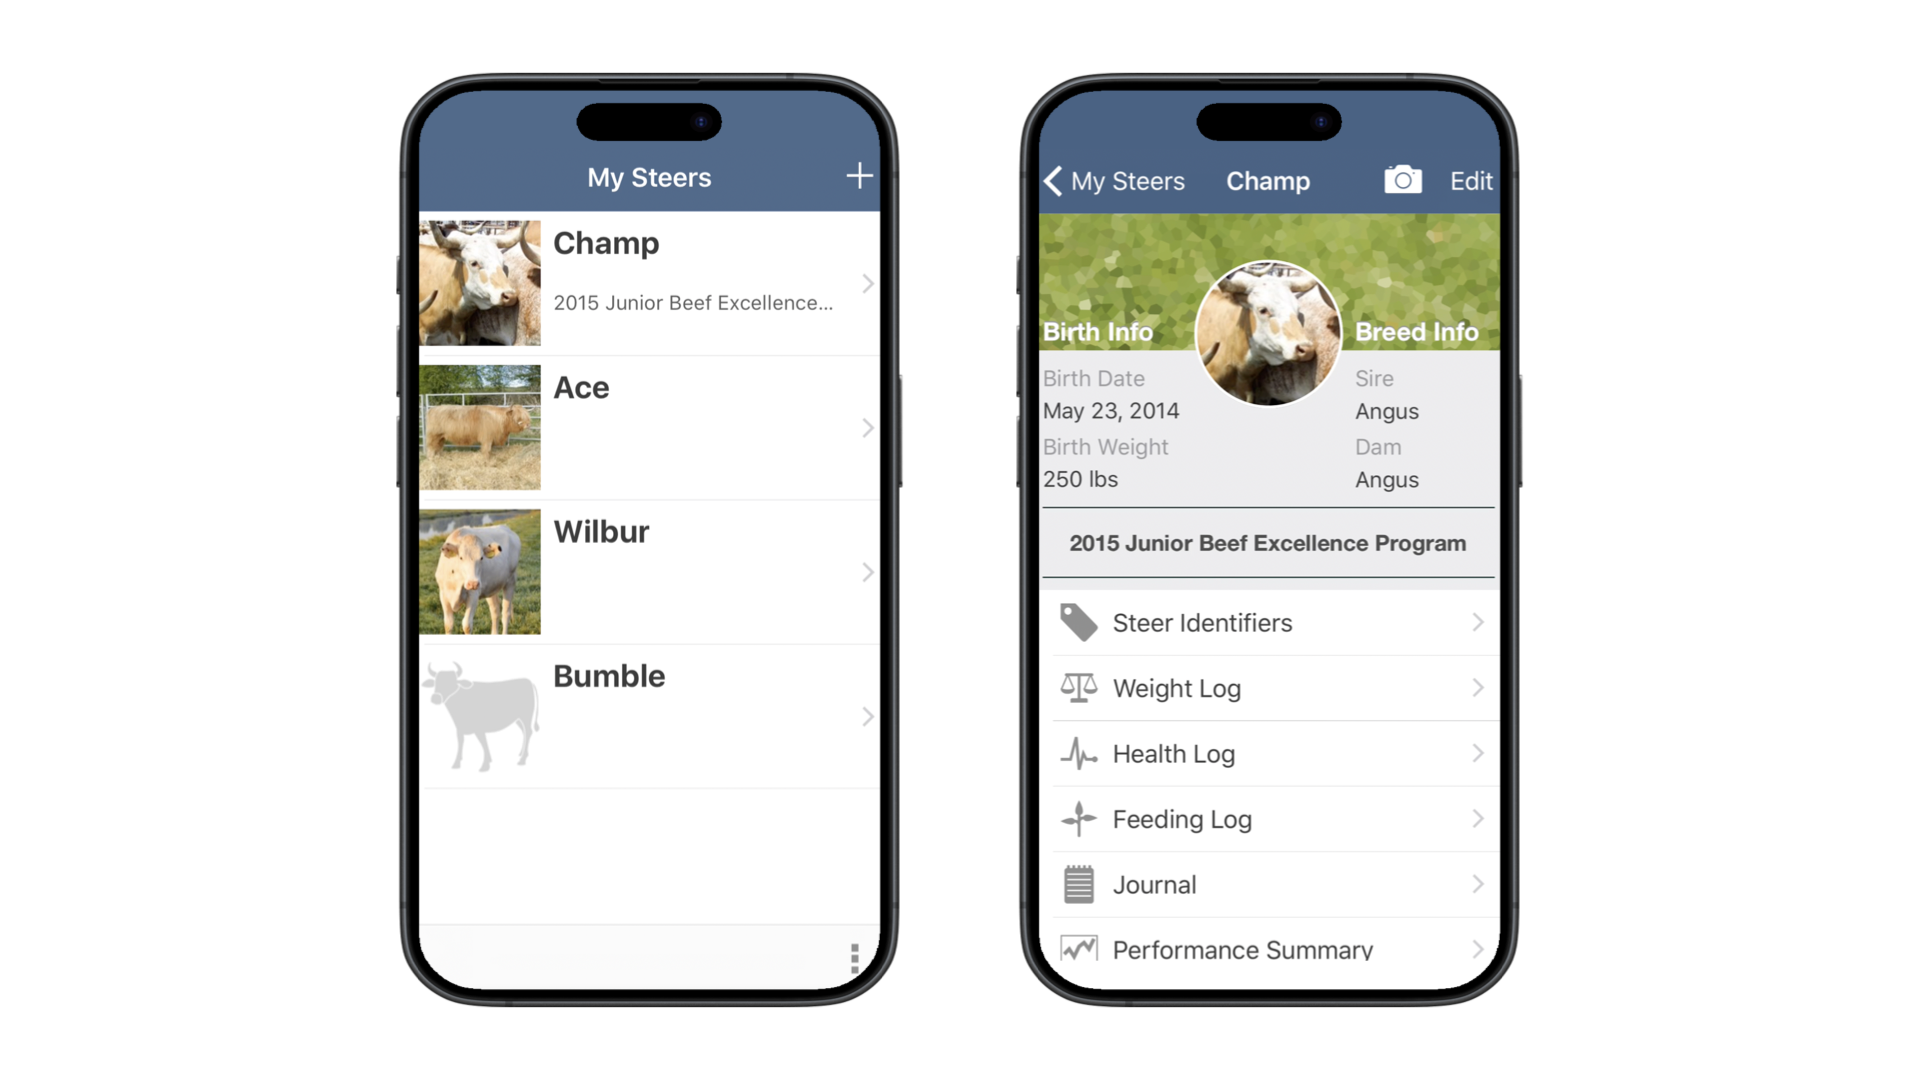 My Steers
Champ
2015 Junior Beef Excellence...
Ace
Wilbur
Bumble
My Steers Champ Edit
Birth Info Breed Info
Birth Date Sire
May 23, 2014 Angus
Birth Weight Dam
250 lbs Angus
2015 Junior Beef Excellence Program
Steer Identifiers
Weight Log
Health Log
Feeding Log
Journal
Performance Summary